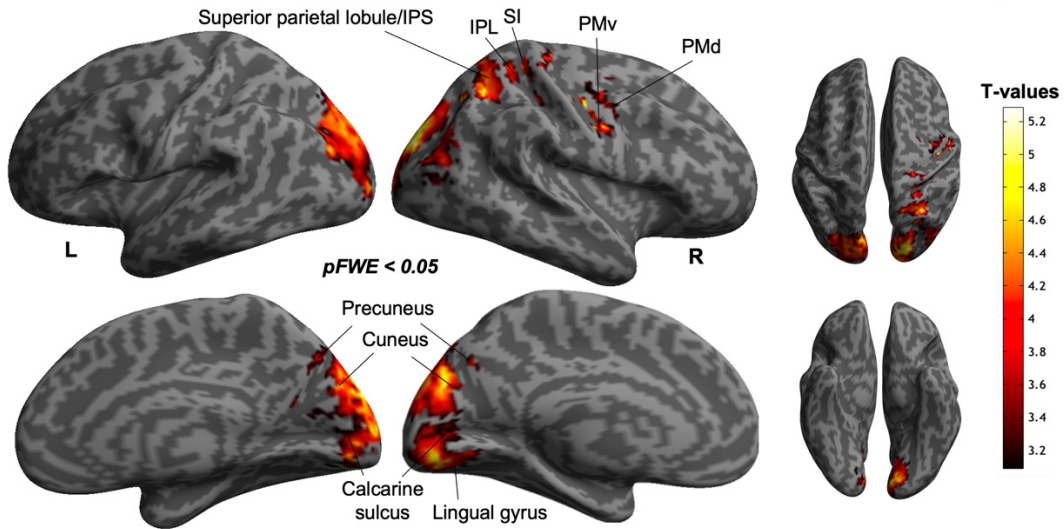 Superior parietal lobule/IPS
IPL
SI
PMv
PMd
T-values
5.2
5
4.8
4.6
4.4
4.2
4
3.8
3.6
3.4
3.2
L
R
pFWE < 0.05
Precuneus
Cuneus
Calcarine
sulcus
Lingual gyrus